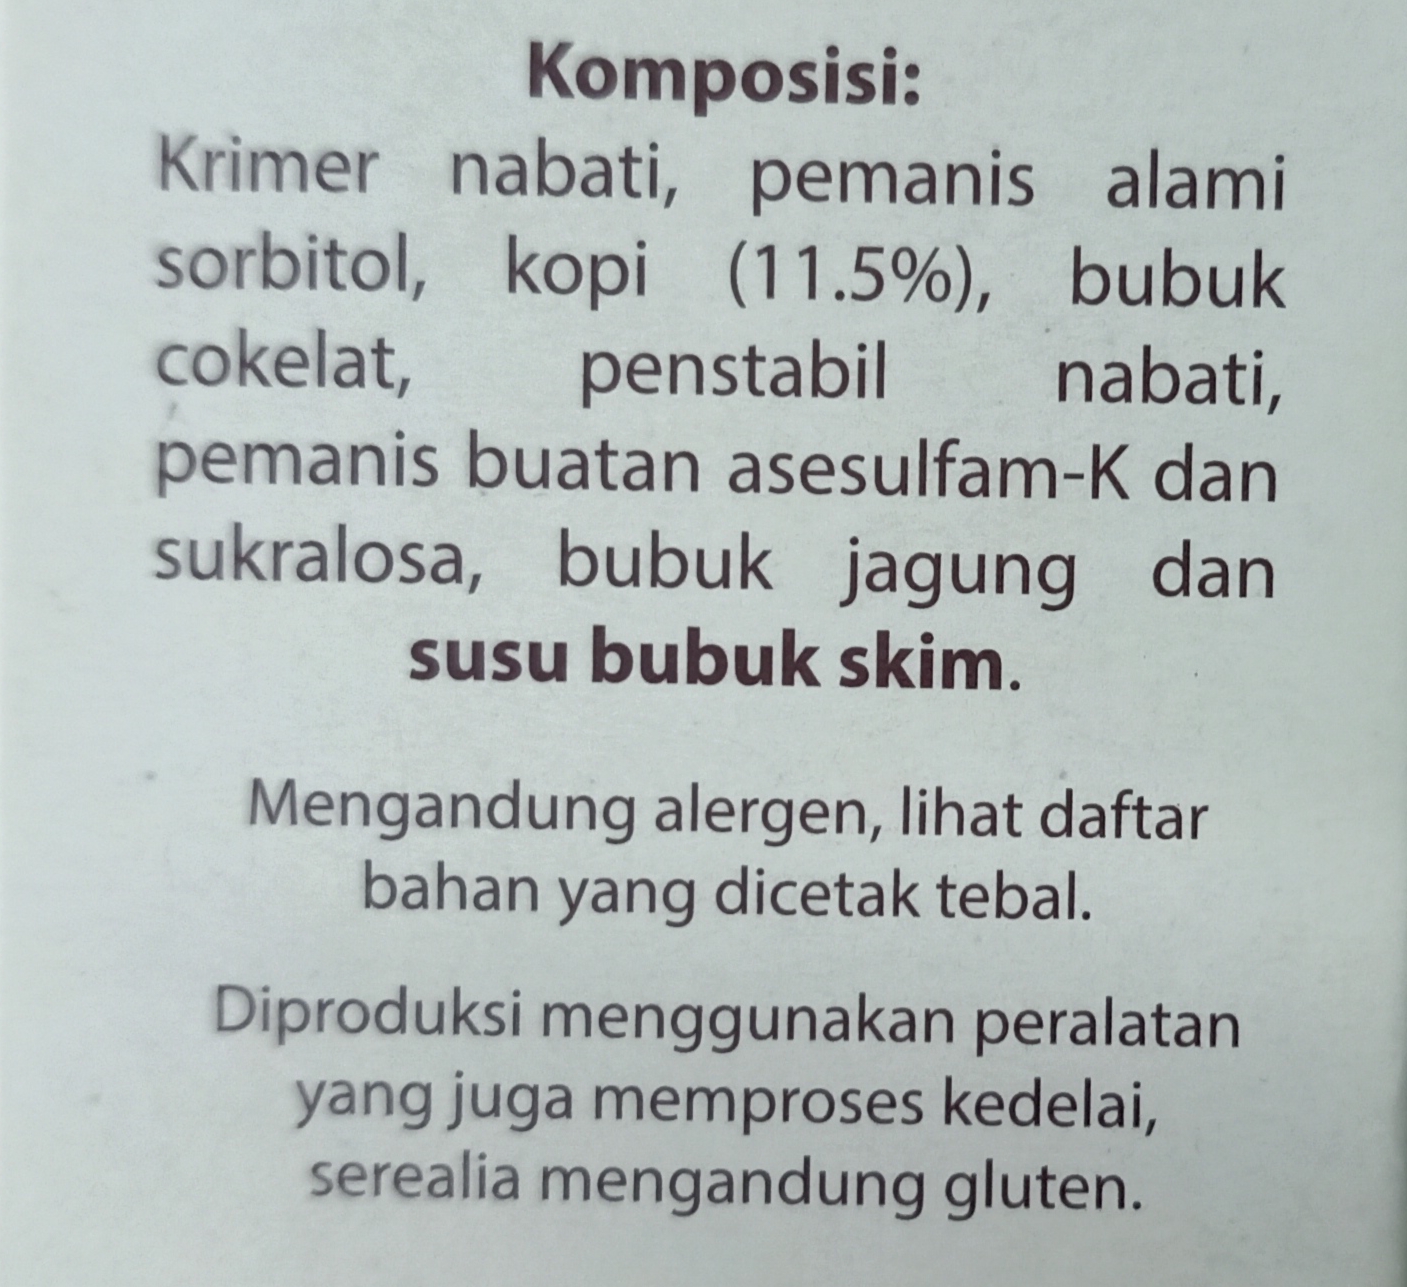 Komposisi:
Krimer nabati, pemanis alami
sorbitol, kopi (11.5%), bubuk
cokelat, penstabil nabati,
pemanis buatan asesulfam-K dan
sukralosa, bubuk jagung dan
susu bubuk skim.
Mengandung alergen, lihat daftar
bahan yang dicetak tebal.
Diproduksi menggunakan peralatan
yang juga memproses kedelai,
serealia mengandung gluten.